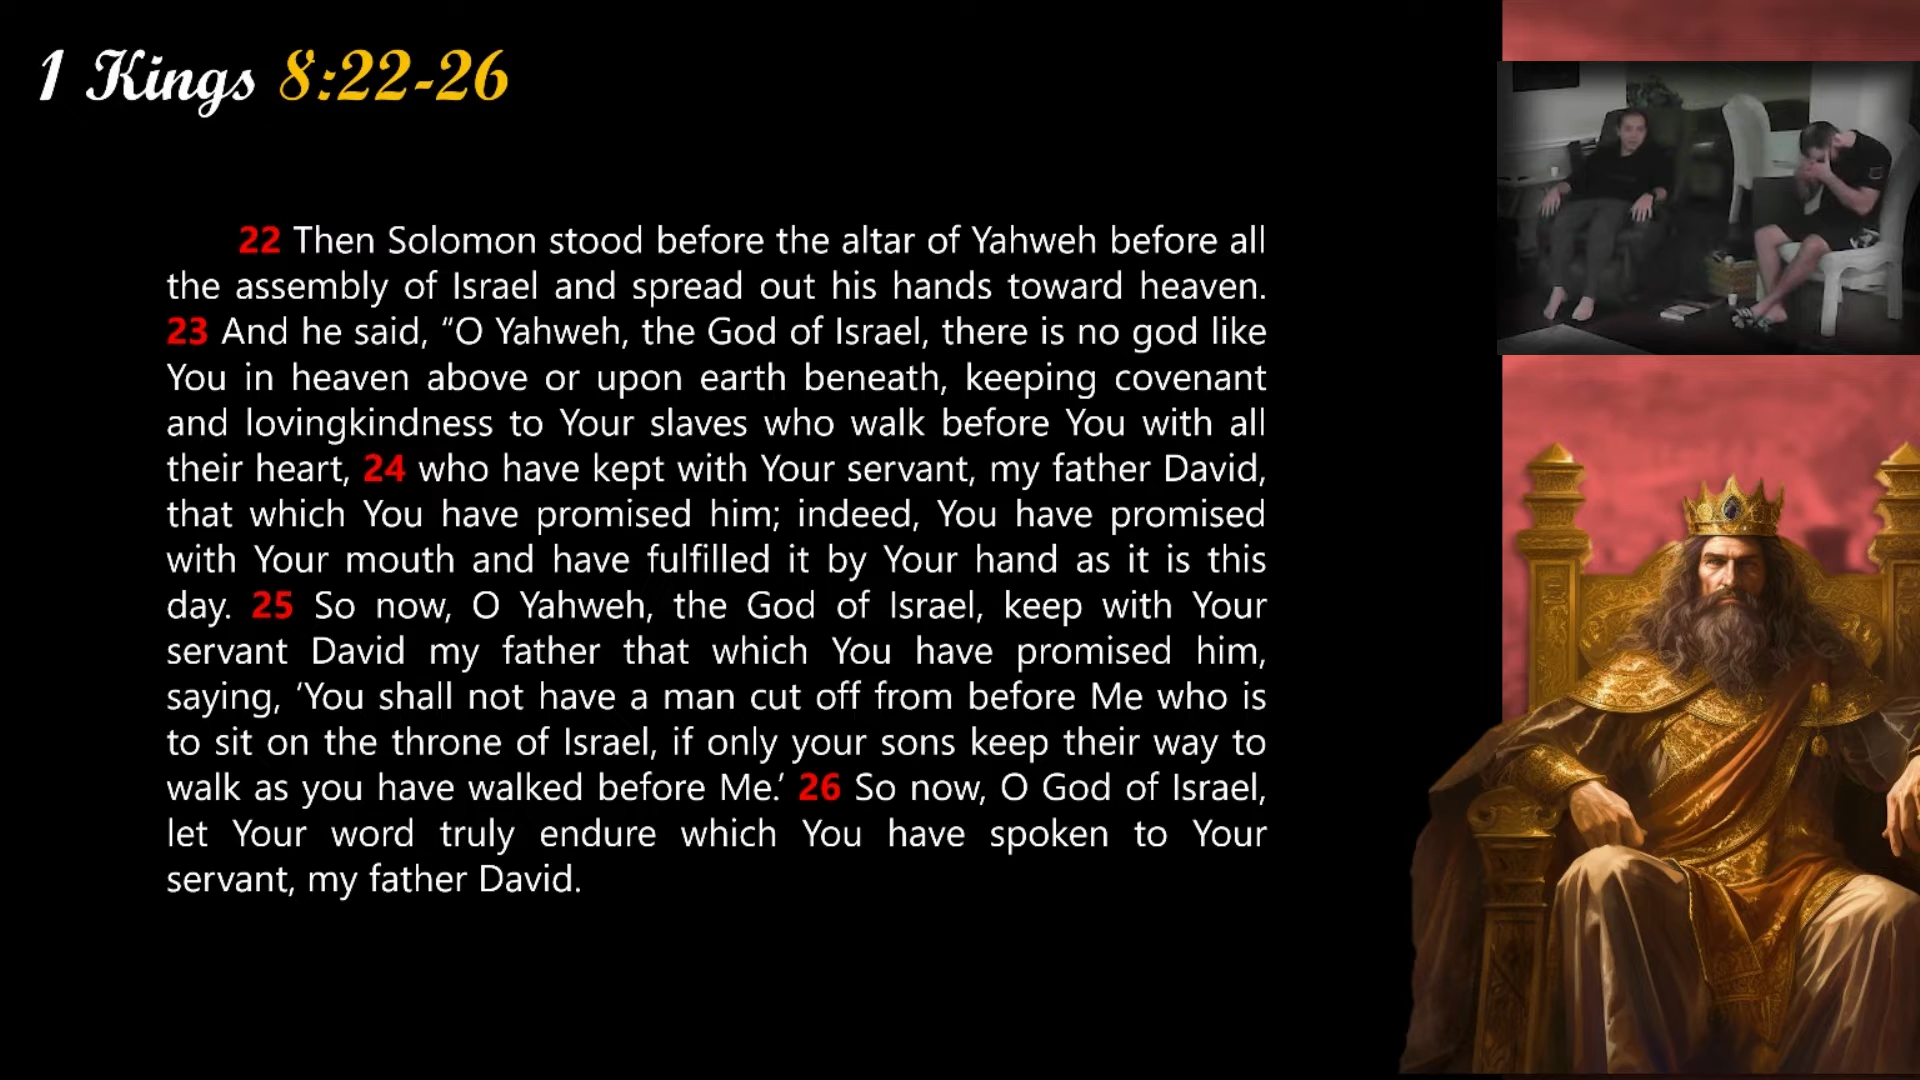 1 Kings 8:22-26
22 Then Solomon stood before the altar of Yahweh before all
the assembly of Israel and spread out his hands toward heaven.
23 And he said, “O Yahweh, the God of Israel, there is no god like
You in heaven above or upon earth beneath, keeping covenant
and lovingkindness to Your slaves who walk before You with all
their heart, 24 who have kept with Your servant, my father David,
that which You have promised him; indeed, You have promised
with Your mouth and have fulfilled it by Your hand as it is this
day. 25 So now, O Yahweh, the God of Israel, keep with Your
servant David my father that which You have promised him,
saying, ‘You shall not have a man cut off from before Me who is
to sit on the throne of Israel, if only your sons keep their way to
walk as you have walked before Me.’ 26 So now, O God of Israel,
let Your word truly endure which You have spoken to Your
servant, my father David.